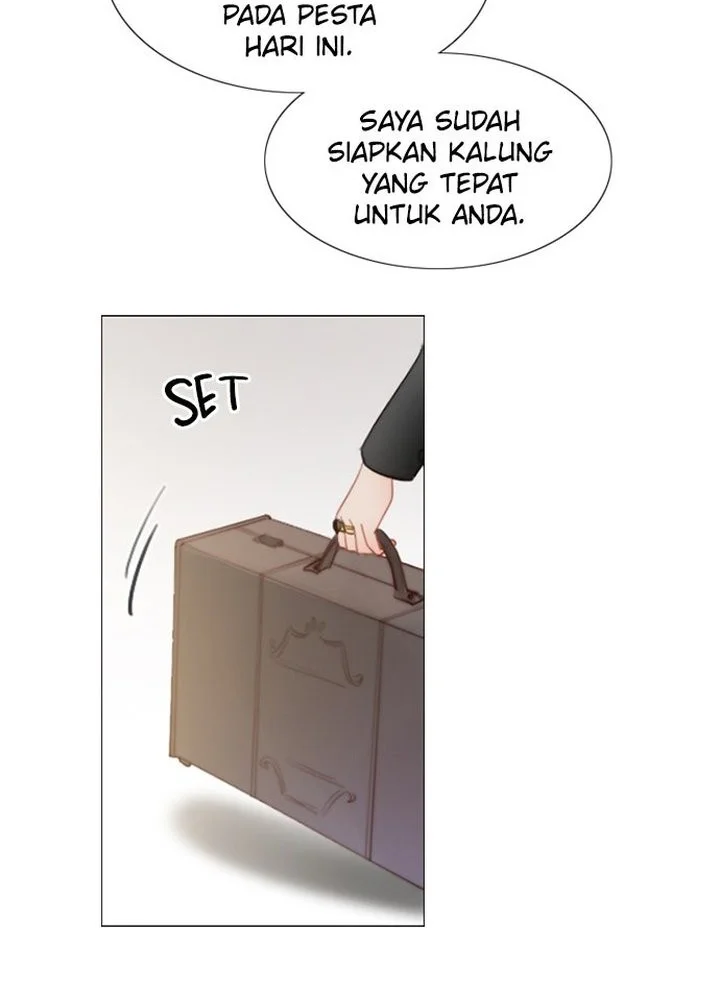 PADA PESTA
HARI INI.
SAYA SUDAH
SIAPKAN KALUNG
YANG TEPAT
UNTUK ANDA.
SET